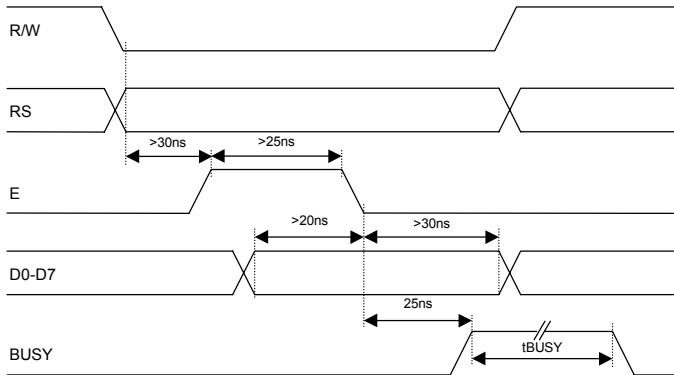 R/W
RS
>30ns >25ns
E
>20ns >30ns
D0-D7
25ns
tBUSY
BUSY